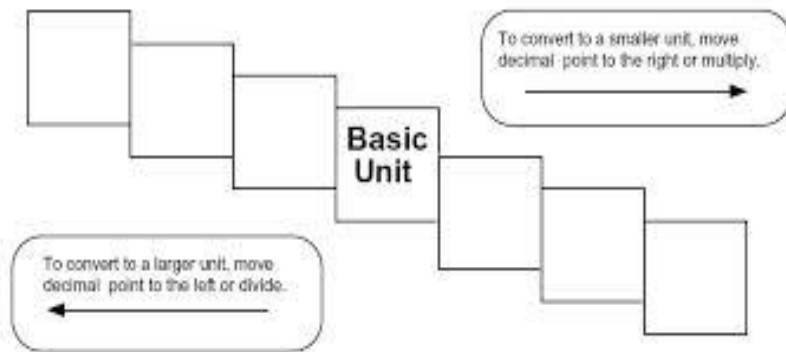 To convert to a smaller unit, move
decimal point to the right or multiply.
Basic
Unit
To convert to a larger unit, move
decimal point to the left or divide.